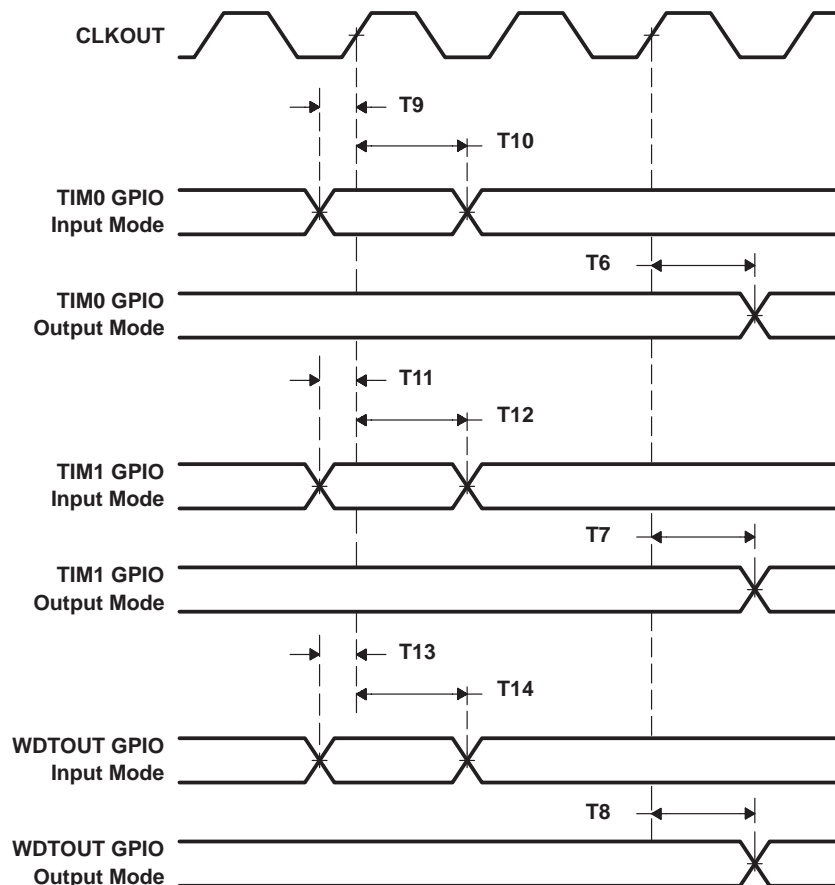 CLKOUT
T9
T10
TIM0 GPIO
Input Mode
T6
TIM0 GPIO
Output Mode
T11
T12
TIM1 GPIO
Input Mode
T7
TIM1 GPIO
Output Mode
T13
T14
WDTOUT GPIO
Input Mode
T8
WDTOUT GPIO
Output Mode